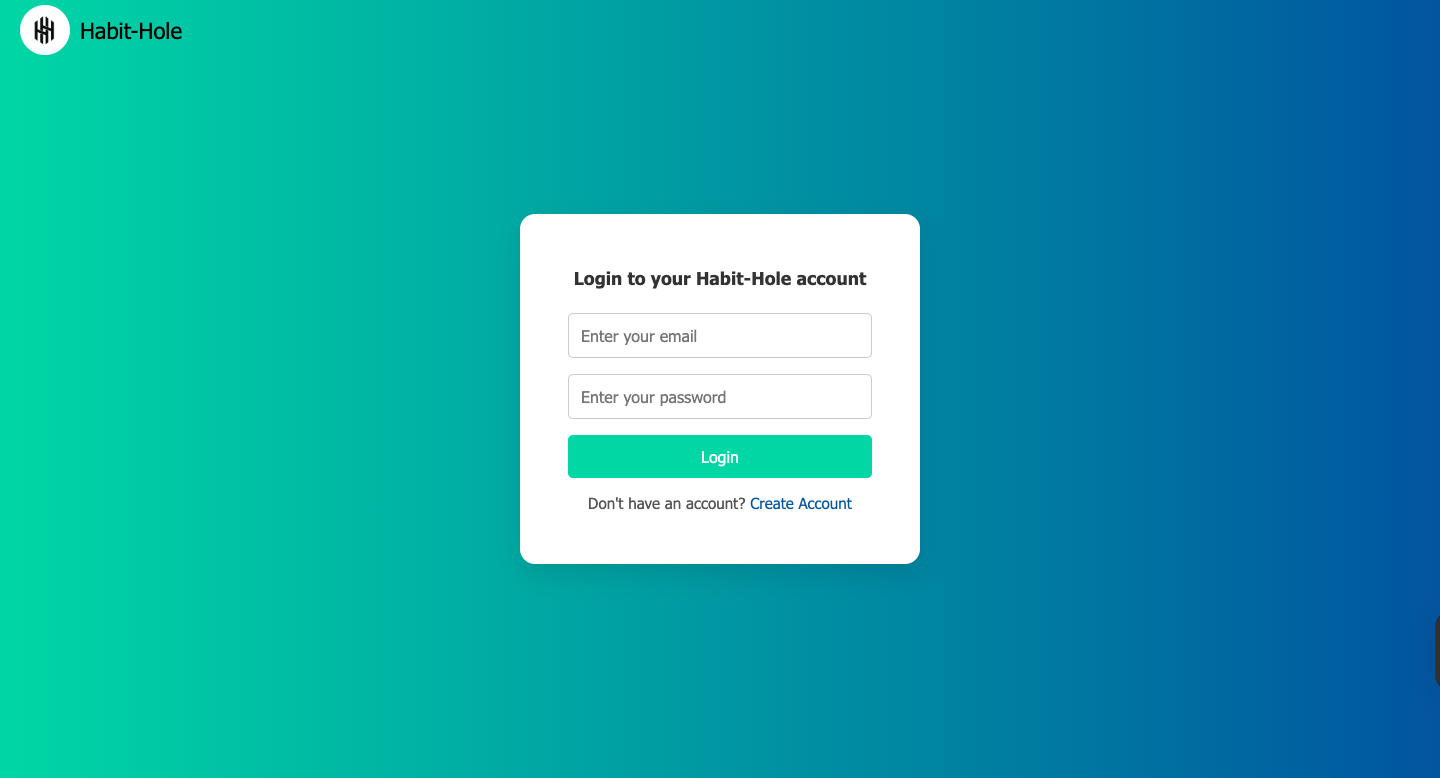 Habit-Hole
Login to your Habit-Hole account
Enter your email
Enter your password
Login
Don't have an account? Create Account